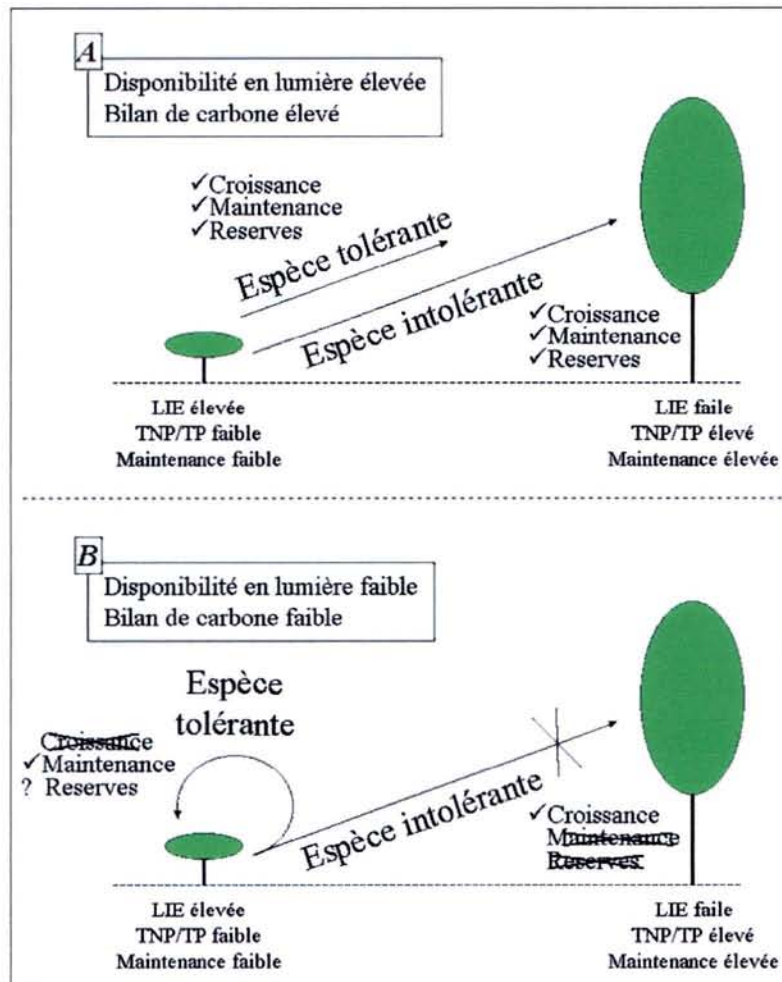 A
Disponibilité en lumière élevée
Bilan de carbone élevé
✓Croissance
✓Maintenance
✓Reserves
Espèce tolérante
Espèce intolérante
✓Croissance
✓Maintenance
✓Reserves
LIE élevée
TNP/TP faible
Maintenance faible
LIE faile
TNP/TP élevé
Maintenance élevée
B
Disponibilité en lumière faible
Bilan de carbone faible
Espèce
tolérante
Croissance
✓Maintenance
? Reserves
Espèce intolérante
✓Croissance
Maintenance
Reserves
LIE élevée
TNP/TP faible
Maintenance faible
LIE faile
TNP/TP élevé
Maintenance élevée